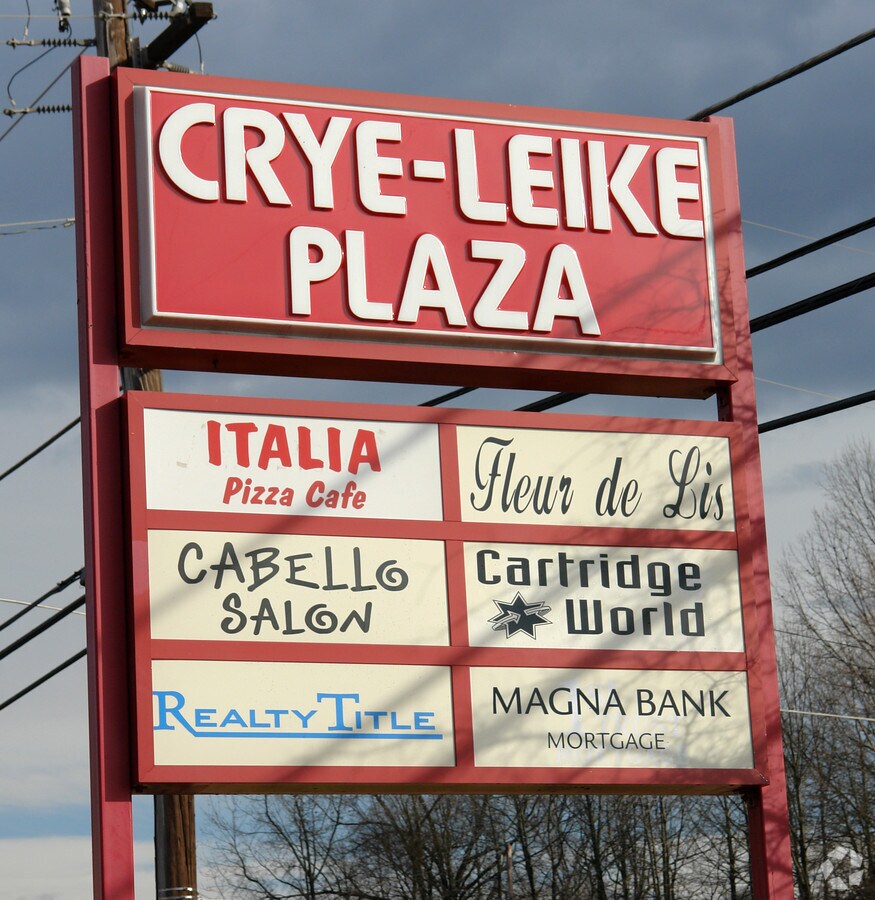 CRYE-LEIKE
PLAZA
ITALIA
Pizza Cafe
Fleur de Lis
CABELLO
SALON
Cartridge
World
REALTY TITLE
MAGNA BANK
MORTGAGE